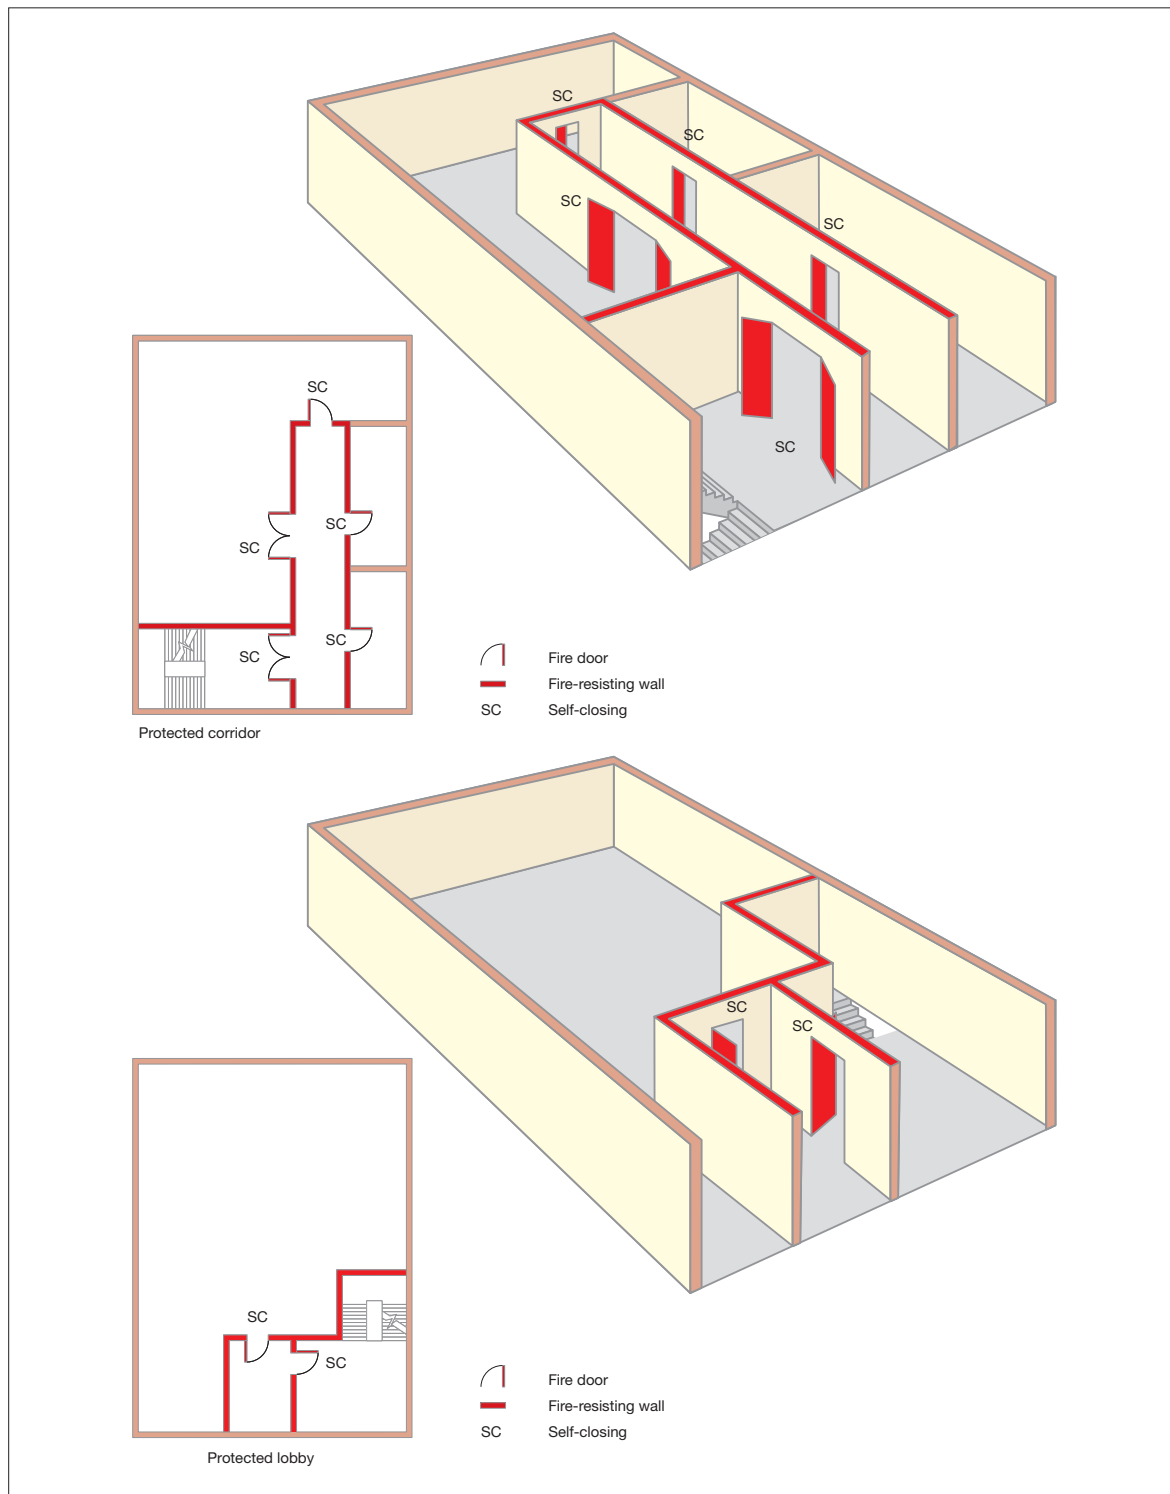 SC
SC
SC
SC
SC
SC
SC
SC
SC
SC
Fire door
Fire-resisting wall
SC Self-closing
Protected corridor
SC
SC
SC
SC
Fire door
Fire-resisting wall
SC Self-closing
Protected lobby